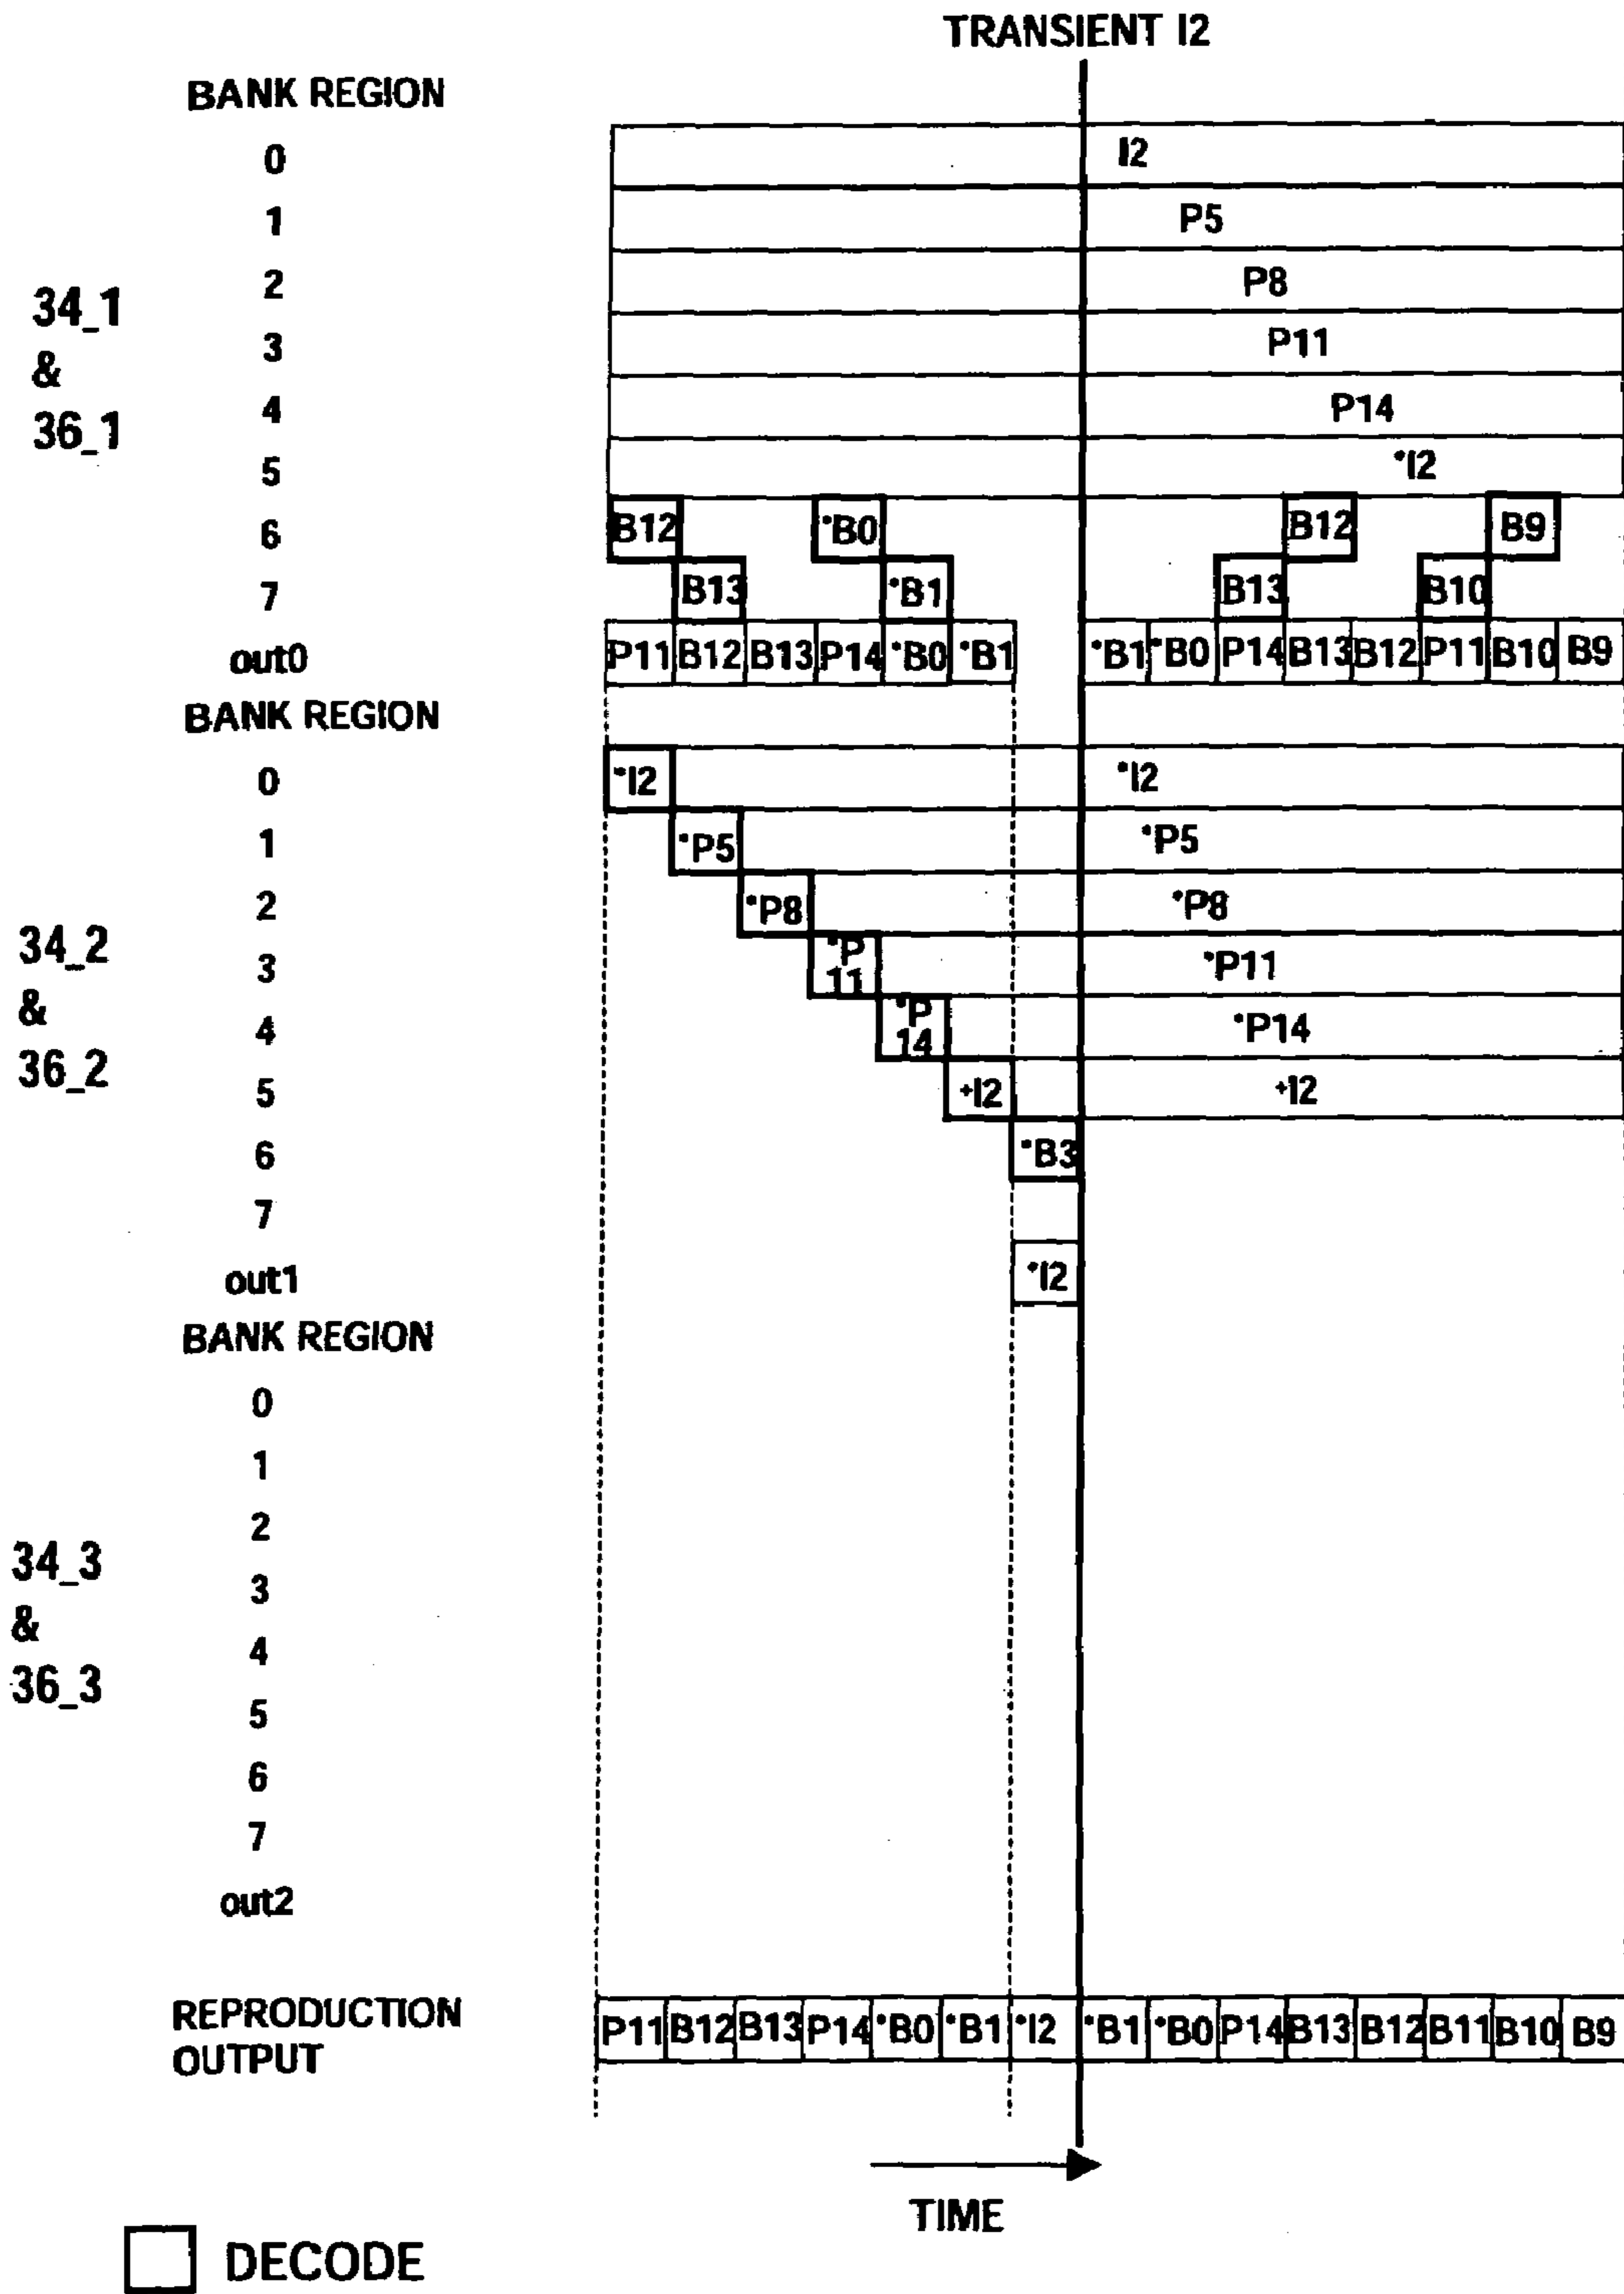 TRANSIENT I2
BANK REGION
0 I2
1 P5
2 P8
34_1
&
36_1
3 P11
4 P14
5 *I2
6 B12 *B0 B12 B9
7 B13 *B1 B13 B10
out0 P11 B12 B13 P14 *B0 *B1 *B1 *B0 P14 B13 B12 P11 B10 B9
BANK REGION
0 *I2 *I2
1 *P5 *P5
2 *P8 *P8
34_2
&
36_2
3 *P 11 *P11
4 *P 14 *P14
5 +I2 +I2
6 *B3
7
out1 *I2
BANK REGION
0
1
2
34_3
&
36_3
3
4
5
6
7
out2
REPRODUCTION
OUTPUT
P11 B12 B13 P14 *B0 *B1 *I2 *B1 *B0 P14 B13 B12 B11 B10 B9
TIME
DECODE